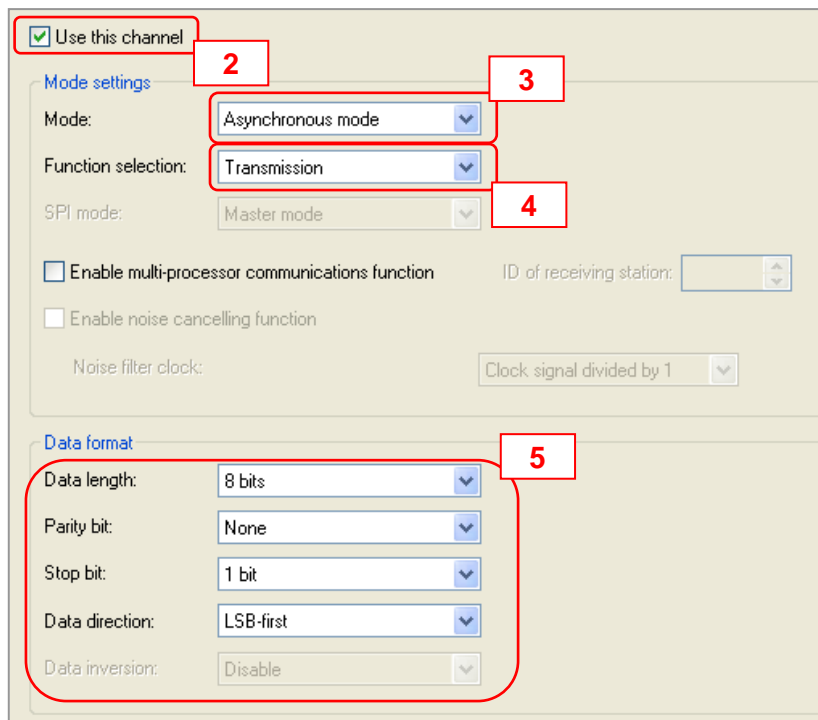 Use this channel
2
Mode settings
3
Mode: Asynchronous mode
Function selection: Transmission
4
SPI mode: Master mode
Enable multi-processor communications function ID of receiving station:
Enable noise cancelling function
Noise filter clock: Clock signal divided by 1
Data format
5
Data length: 8 bits
Parity bit: None
Stop bit: 1 bit
Data direction: LSB-first
Data inversion: Disable